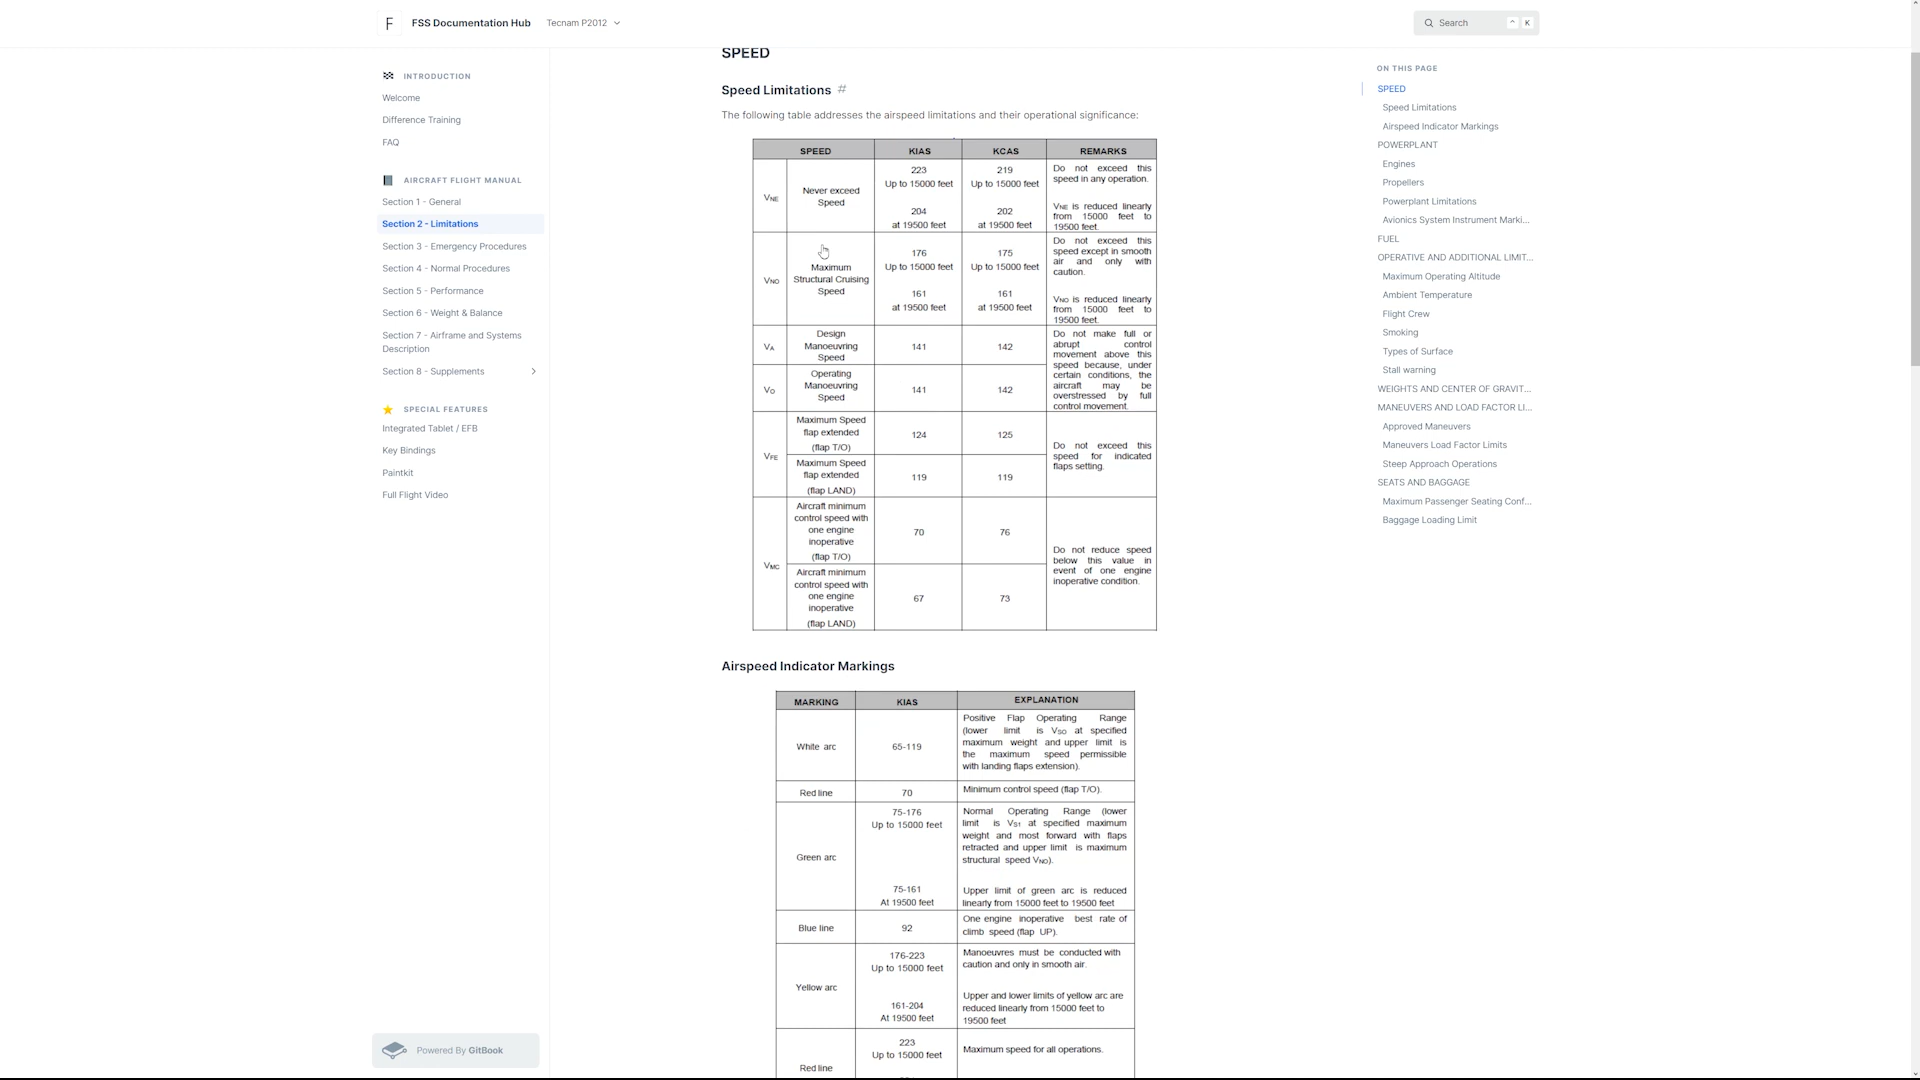 F FSS Documentation Hub Tecnam P2012
Search ^ K
INTRODUCTION
Welcome
Difference Training
FAQ
AIRCRAFT FLIGHT MANUAL
Section 1 - General
Section 2 - Limitations
Section 3 - Emergency Procedures
Section 4 - Normal Procedures
Section 5 - Performance
Section 6 - Weight & Balance
Section 7 - Airframe and Systems
Description
Section 8 - Supplements
SPECIAL FEATURES
Integrated Tablet / EFB
Key Bindings
Paintkit
Full Flight Video
Powered By GitBook
SPEED
Speed Limitations #
The following table addresses the airspeed limitations and their operational significance:
SPEED KIAS KCAS REMARKS
VNE
Never exceed
Speed
223
Up to 15000 feet
204
at 19500 feet
219
Up to 15000 feet
202
at 19500 feet
Do not exceed this
speed in any operation.
VNE is reduced linearly
from 15000 feet to
19500 feet.
VNO
Maximum
Structural Cruising
Speed
176
Up to 15000 feet
161
at 19500 feet
175
Up to 15000 feet
161
at 19500 feet
Do not exceed this
speed except in smooth
air and only with
caution.
VNO is reduced linearly
from 15000 feet to
19500 feet.
VA
Design
Manoeuvring
Speed
141
142
VO
Operating
Manoeuvring
Speed
141
142
Do not make full or
abrupt control
movement above this
speed because, under
certain conditions, the
aircraft may be
overstressed by full
control movement.
VFE
Maximum Speed
flap extended
(flap T/O)
124
125
Maximum Speed
flap extended
(flap LAND)
119
119
Do not exceed this
speed for indicated
flaps setting.
VMC
Aircraft minimum
control speed with
one engine
inoperative
(flap T/O)
70
76
Aircraft minimum
control speed with
one engine
inoperative
(flap LAND)
67
73
Do not reduce speed
below this value in
event of one engine
inoperative condition.
Airspeed Indicator Markings
MARKING KIAS EXPLANATION
White arc
65-119
Positive Flap Operating Range
(lower limit is VSO at specified
maximum weight and upper limit is
the maximum speed permissible
with landing flaps extension).
Red line
70
Minimum control speed (flap T/O).
Green arc
75-176
Up to 15000 feet
75-161
At 19500 feet
Normal Operating Range (lower
limit is VS1 at specified maximum
weight and most forward with flaps
retracted and upper limit is maximum
structural speed VNO).
Upper limit of green arc is reduced
linearly from 15000 feet to 19500 feet
Blue line
92
One engine inoperative best rate of
climb speed (flap UP).
Yellow arc
176-223
Up to 15000 feet
161-204
At 19500 feet
Manoeuvres must be conducted with
caution and only in smooth air.
Upper and lower limits of yellow arc are
reduced linearly from 15000 feet to
19500 feet
Red line
223
Up to 15000 feet
Maximum speed for all operations.
ON THIS PAGE
SPEED
Speed Limitations
Airspeed Indicator Markings
POWERPLANT
Engines
Propellers
Powerplant Limitations
Avionics System Instrument Marki...
FUEL
OPERATIVE AND ADDITIONAL LIMIT...
Maximum Operating Altitude
Ambient Temperature
Flight Crew
Smoking
Types of Surface
Stall warning
WEIGHTS AND CENTER OF GRAVIT...
MANEUVERS AND LOAD FACTOR LI...
Approved Maneuvers
Maneuvers Load Factor Limits
Steep Approach Operations
SEATS AND BAGGAGE
Maximum Passenger Seating Conf...
Baggage Loading Limit